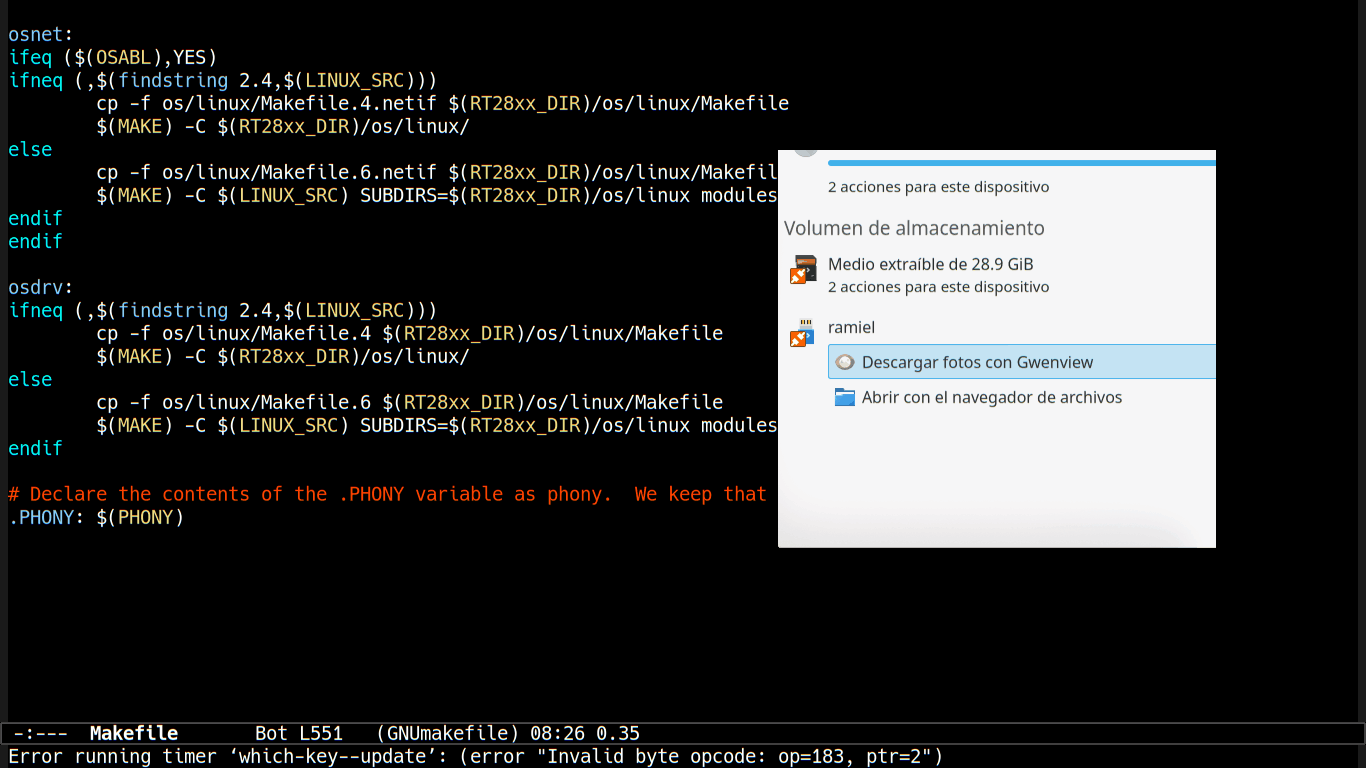 osnet:
ifeq ($(OSABL),YES)
ifneq (,$(findstring 2.4,$(LINUX_SRC)))
cp -f os/linux/Makefile.4.netif $(RT28xx_DIR)/os/linux/Makefile
$(MAKE) -C $(RT28xx_DIR)/os/linux/
else
cp -f os/linux/Makefile.6.netif $(RT28xx_DIR)/os/linux/Makefil
$(MAKE) -C $(LINUX_SRC) SUBDIRS=$(RT28xx_DIR)/os/linux modules
endif
endif
osdrv:
ifneq (,$(findstring 2.4,$(LINUX_SRC)))
cp -f os/linux/Makefile.4 $(RT28xx_DIR)/os/linux/Makefile
$(MAKE) -C $(RT28xx_DIR)/os/linux/
else
cp -f os/linux/Makefile.6 $(RT28xx_DIR)/os/linux/Makefile
$(MAKE) -C $(LINUX_SRC) SUBDIRS=$(RT28xx_DIR)/os/linux modules
endif
# Declare the contents of the .PHONY variable as phony.  We keep that
.PHONY: $(PHONY)
2 acciones para este dispositivo
Volumen de almacenamiento
Medio extraíble de 28.9 GiB
2 acciones para este dispositivo
ramiel
Descargar fotos con Gwenview
Abrir con el navegador de archivos
-:---  Makefile       Bot L551   (GNUmakefile) 08:26 0.35
Error running timer ‘which-key--update’: (error "Invalid byte opcode: op=183, ptr=2")